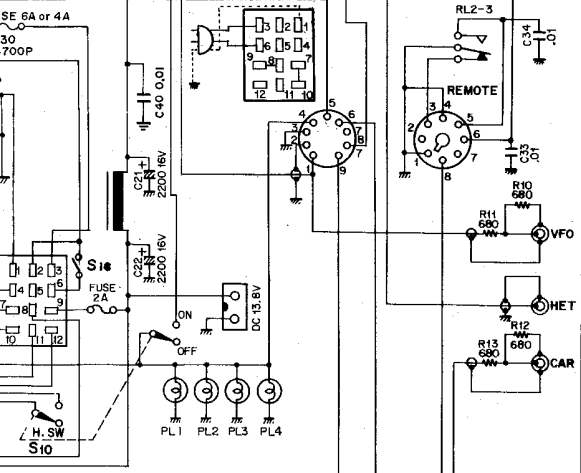 SE 6A or 4A
30
4700P
C40 0,01
3 2 1
6 5 4
9 8 7
12 11 10
RL2-3
C34 .01
REMOTE
5
4 6
3 7
2 8
1 9 7
3 4 5
2 6
1 7
8
C33 .01
C21 + 2200 16V
C22 + 2200 16V
R10
680
R11
680
VFO
1 2 3
4 5 6
7 8 9
10 11 12
S1c
FUSE
2A
DC 13.8V
ON
OFF
HET
R12
680
R13
680
CAR
H. SW
S10
PL1 PL2 PL3 PL4